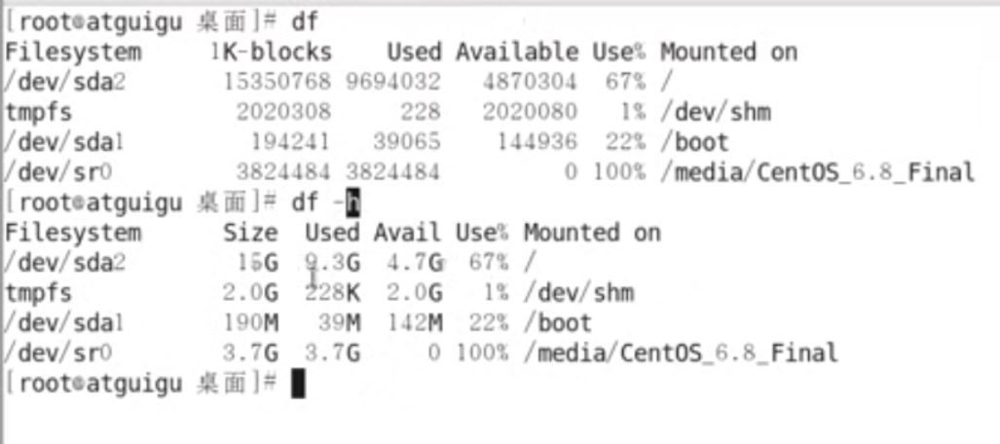 [root@atguigu 桌面]# df
Filesystem 1K-blocks Used Available Use% Mounted on
/dev/sda2 15350768 9694032 4870304 67% /
tmpfs 2020308 228 2020080 1% /dev/shm
/dev/sda1 194241 39065 144936 22% /boot
/dev/sr0 3824484 3824484 0 100% /media/CentOS_6.8_Final
[root@atguigu 桌面]# df -h
Filesystem Size Used Avail Use% Mounted on
/dev/sda2 15G 9.3G 4.7G 67% /
tmpfs 2.0G 228K 2.0G 1% /dev/shm
/dev/sda1 190M 39M 142M 22% /boot
/dev/sr0 3.7G 3.7G 0 100% /media/CentOS_6.8_Final
[root@atguigu 桌面]#